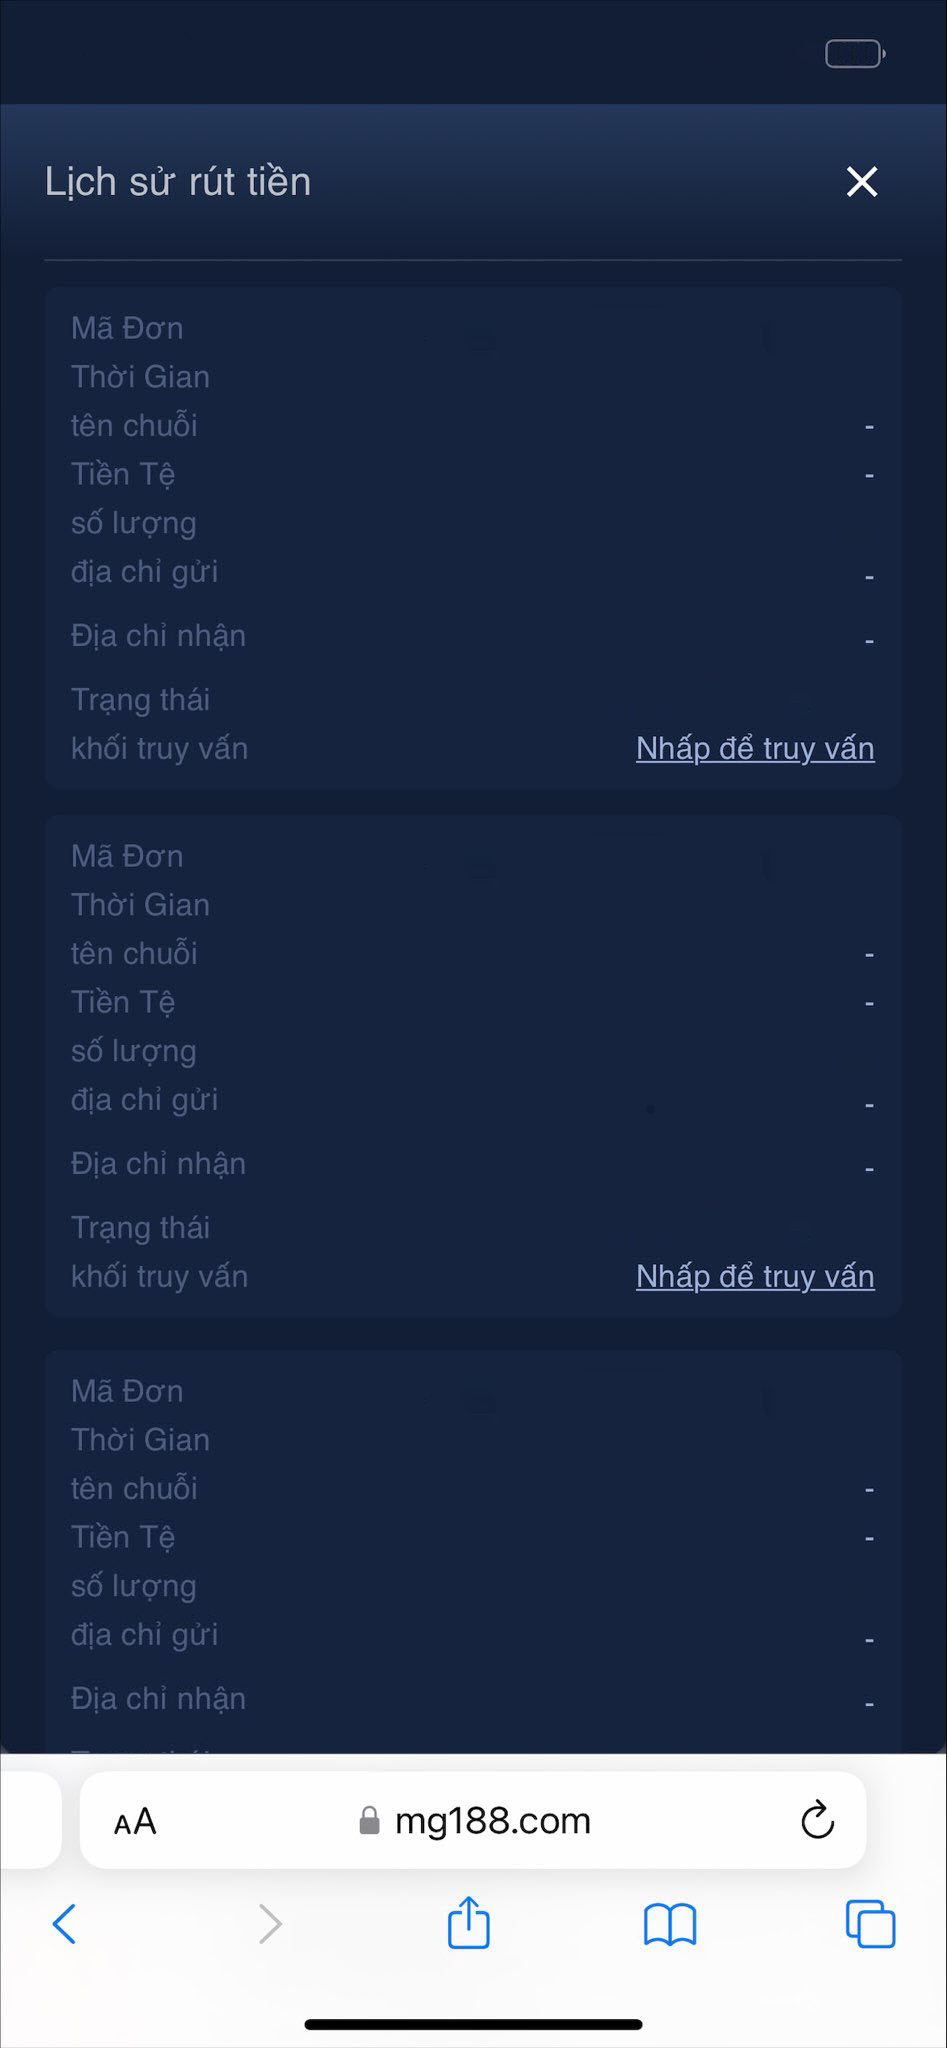 Lịch sử rút tiền
Mã Đơn
Thời Gian
tên chuỗi -
Tiền Tệ -
số lượng
địa chỉ gửi -
Địa chỉ nhận -
Trạng thái
khối truy vấn Nhấp để truy vấn
Mã Đơn
Thời Gian
tên chuỗi -
Tiền Tệ -
số lượng
địa chỉ gửi -
Địa chỉ nhận -
Trạng thái
khối truy vấn Nhấp để truy vấn
Mã Đơn
Thời Gian
tên chuỗi -
Tiền Tệ -
số lượng
địa chỉ gửi -
Địa chỉ nhận -
AA mg188.com